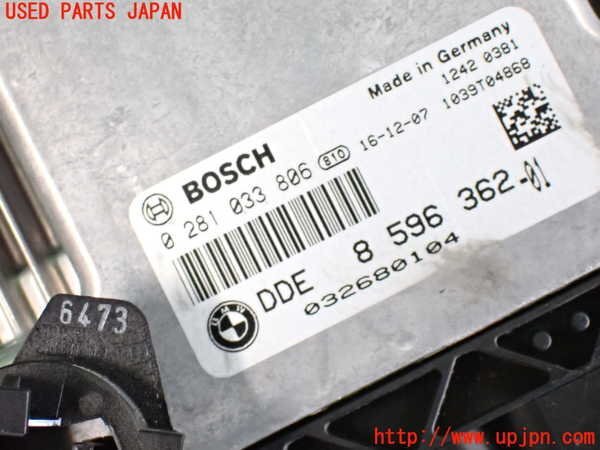 USED PARTS JAPAN
Made in Germany
1242 0381
BOSCH
0 281 033 806 810 16-12-07 1039T04868
DDE 8 596 362-01
032680104
BMW
6473
http://www.upjpn.com/